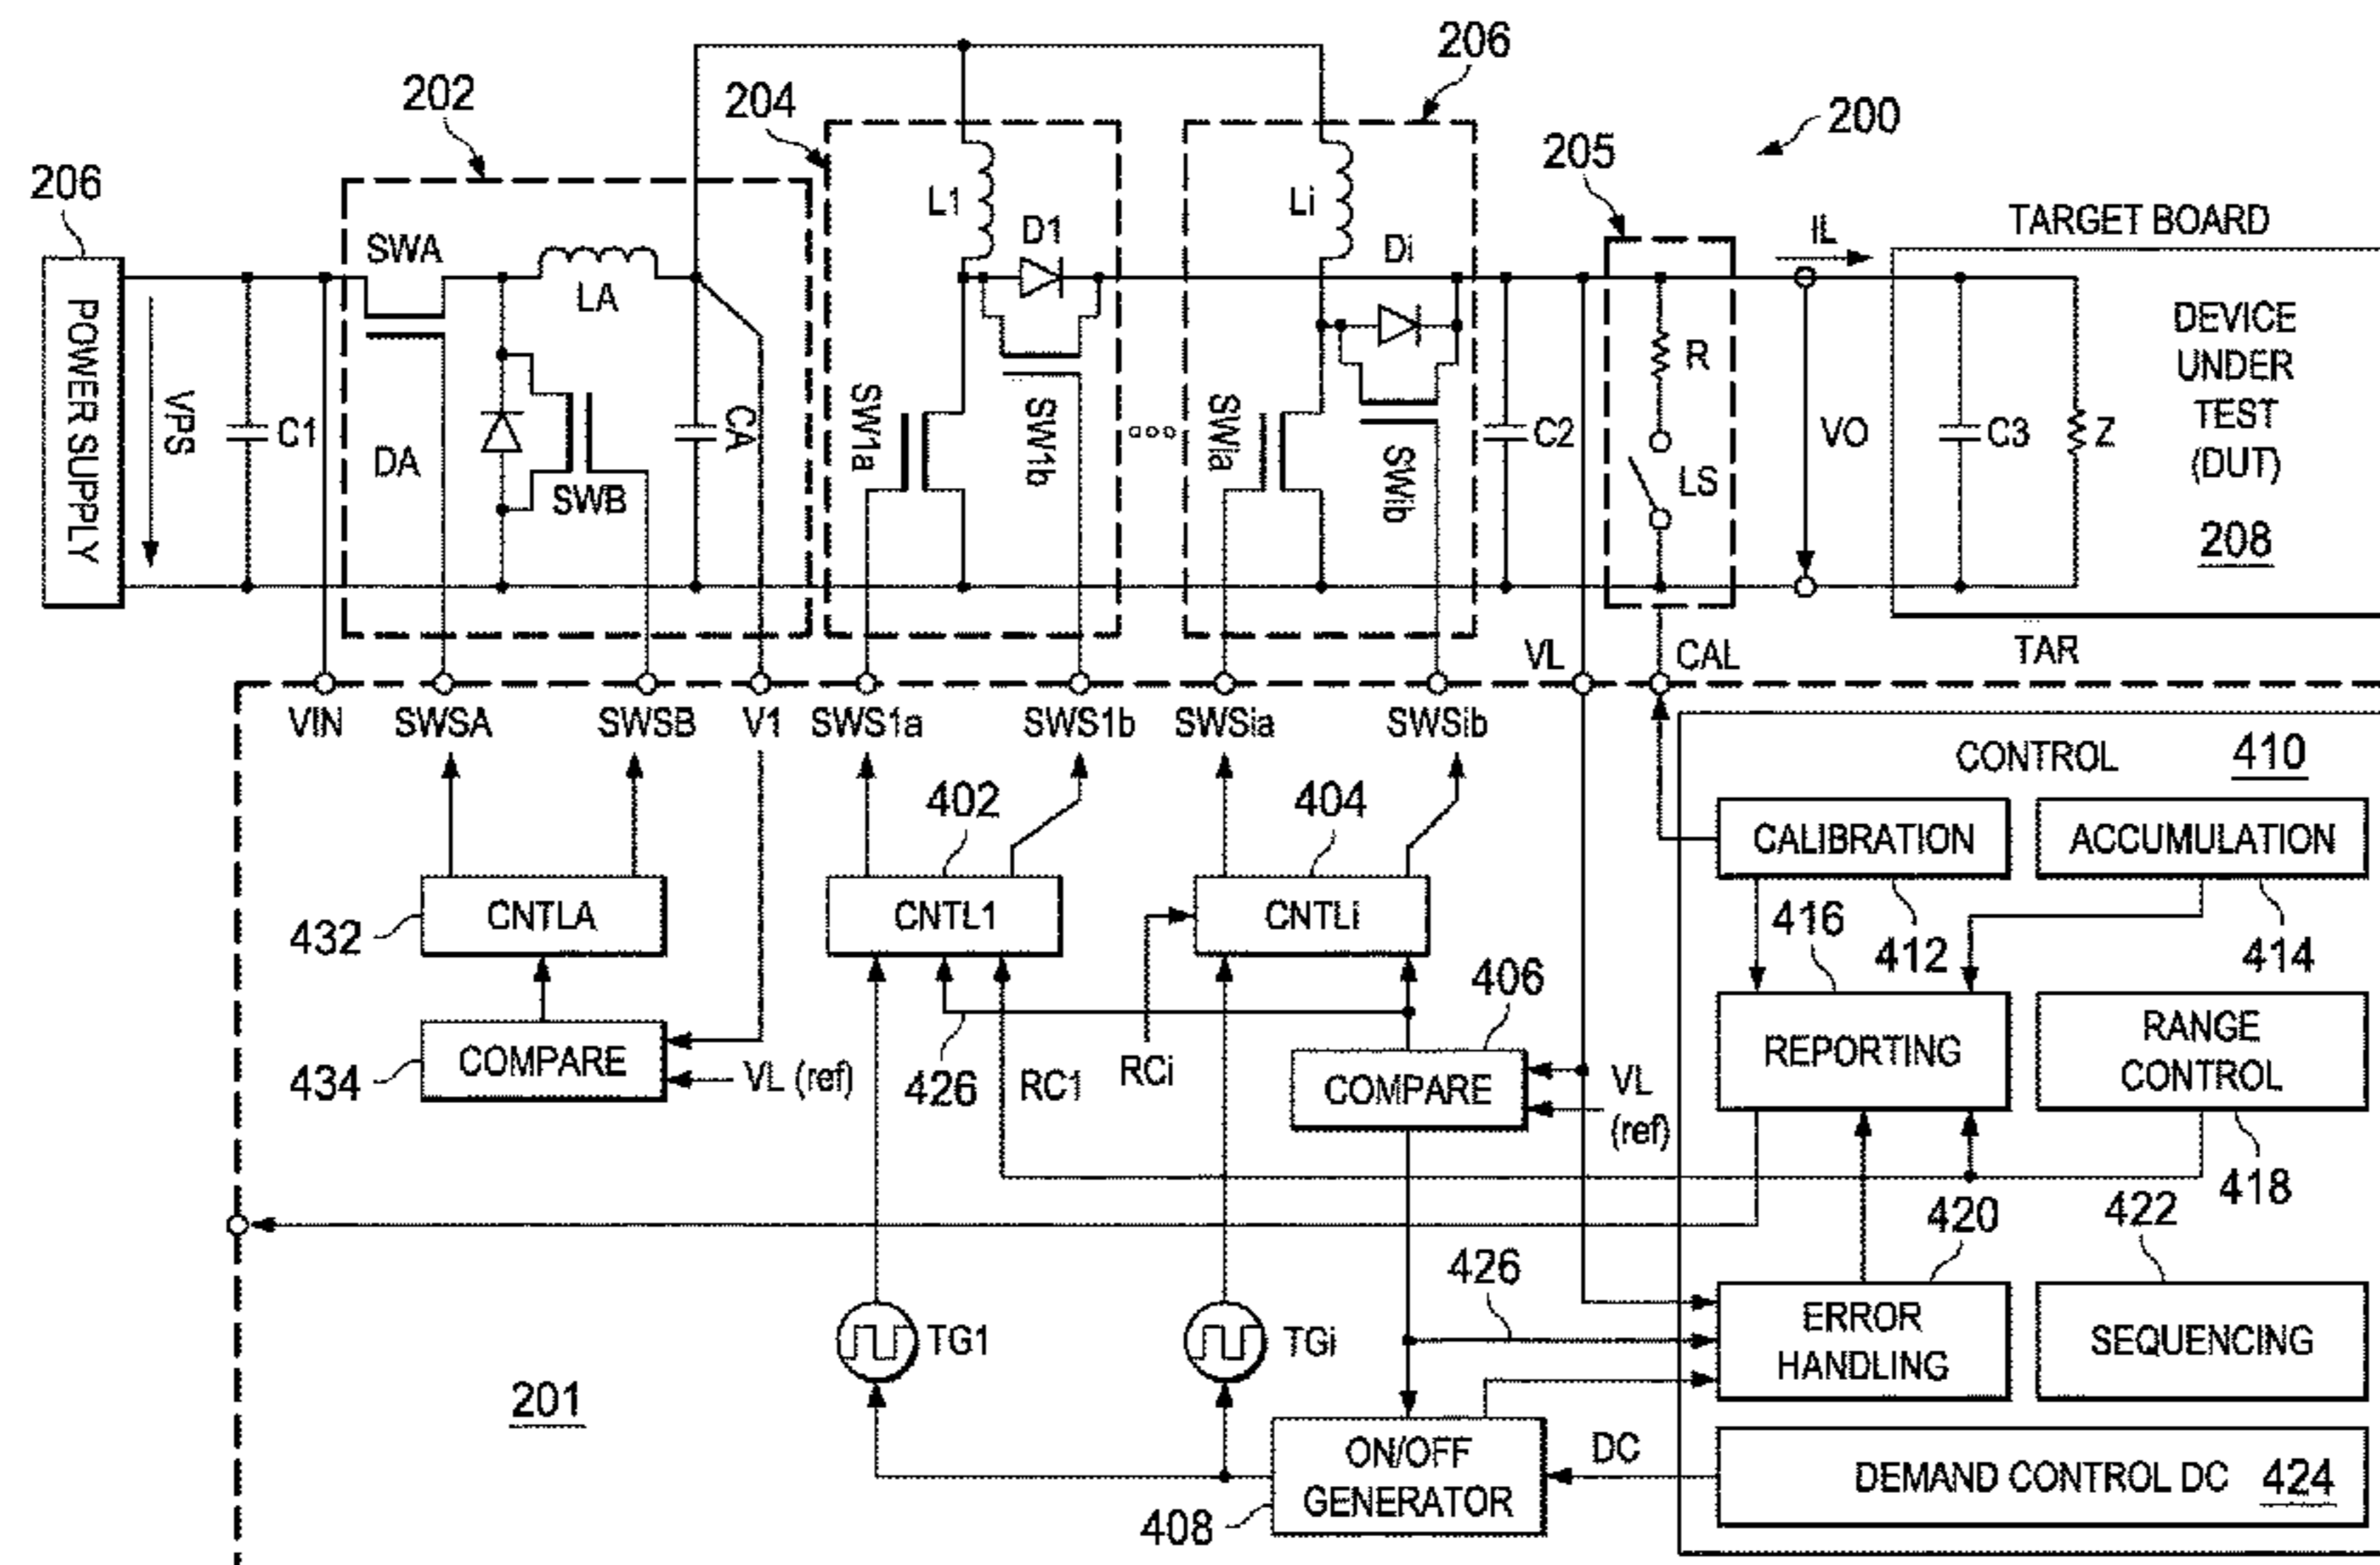 206
202
204
206
200
205
SWA
LA
L1
D1
Li
Di
IL
TARGET BOARD
POWER SUPPLY
VPS
C1
DA
SWB
CA
SW1a
SW1b
SWia
SWib
C2
R
LS
VO
C3
Z
DEVICE
UNDER
TEST
(DUT)
208
VL
CAL
TAR
VIN
SWSA
SWSB
V1
SWS1a
SWS1b
SWSia
SWSib
CONTROL 410
402
404
CALIBRATION
ACCUMULATION
432
CNTLA
CNTL1
CNTLi
416
412
414
406
434
COMPARE
VL (ref)
426
RC1
RCi
COMPARE
VL
(ref)
REPORTING
RANGE
CONTROL
418
420
422
426
TG1
TGi
ERROR
HANDLING
SEQUENCING
201
408
ON/OFF
GENERATOR
DC
DEMAND CONTROL DC 424